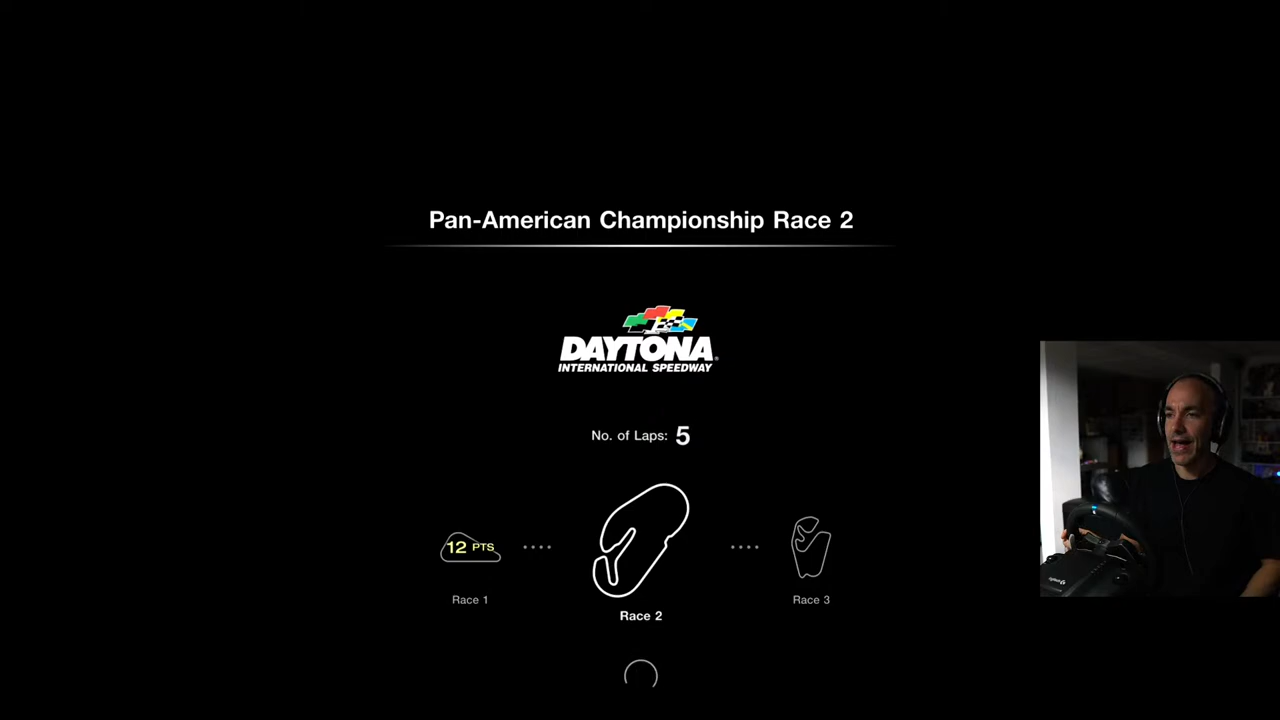 Pan-American Championship Race 2
DAYTONA®
INTERNATIONAL SPEEDWAY
No. of Laps: 5
12 PTS
Race 1
Race 2
Race 3